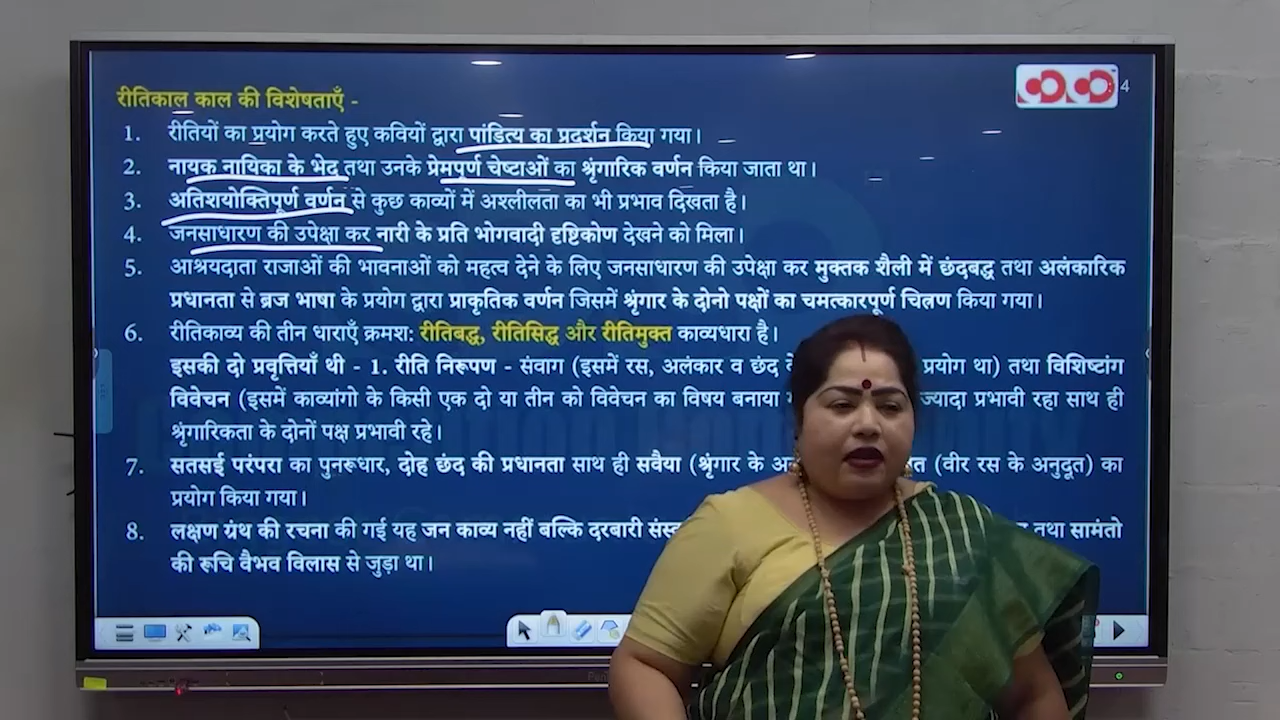 रीतिकाल काल की विशेषताएँ -
4
1. रीतियों का प्रयोग करते हुए कवियों द्वारा पांडित्य का प्रदर्शन किया गया।
2. नायक नायिका के भेद तथा उनके प्रेमपूर्ण चेष्टाओं का श्रृंगारिक वर्णन किया जाता था।
3. अतिशयोक्तिपूर्ण वर्णन से कुछ काव्यों में अश्लीलता का भी प्रभाव दिखता है।
4. जनसाधारण की उपेक्षा कर नारी के प्रति भोगवादी दृष्टिकोण देखने को मिला।
5. आश्रयदाता राजाओं की भावनाओं को महत्व देने के लिए जनसाधारण की उपेक्षा कर मुक्तक शैली में छंदबद्ध तथा अलंकारिक
प्रधानता से ब्रज भाषा के प्रयोग द्वारा प्राकृतिक वर्णन जिसमें श्रृंगार के दोनो पक्षों का चमत्कारपूर्ण चित्रण किया गया।
6. रीतिकाव्य की तीन धाराएँ क्रमश: रीतिबद्ध, रीतिसिद्ध और रीतिमुक्त काव्यधारा है।
इसकी दो प्रवृत्तियाँ थी - 1. रीति निरूपण - संवाग (इसमें रस, अलंकार व छंद प्रयोग था) तथा विशिष्टांग
विवेचन (इसमें काव्यांगो के किसी एक दो या तीन को विवेचन का विषय बनाया ज्यादा प्रभावी रहा साथ ही
श्रृंगारिकता के दोनों पक्ष प्रभावी रहे।
7. सतसई परंपरा का पुनरूधार, दोह छंद की प्रधानता साथ ही सवैया (श्रृंगार के (वीर रस के अनुदूत) का
प्रयोग किया गया।
8. लक्षण ग्रंथ की रचना की गई यह जन काव्य नहीं बल्कि दरबारी तथा सामंतो
की रूचि वैभव विलास से जुड़ा था।